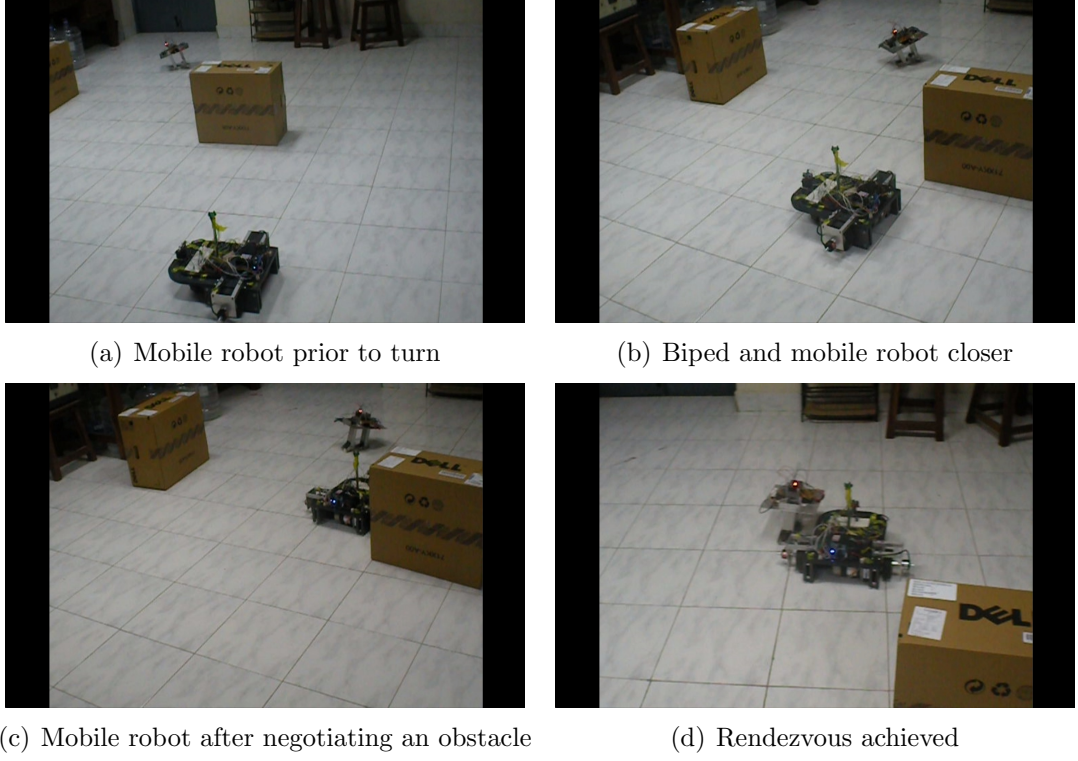 DELL
(a) Mobile robot prior to turn
DELL
(b) Biped and mobile robot closer
DELL
(c) Mobile robot after negotiating an obstacle
DELL
(d) Rendezvous achieved